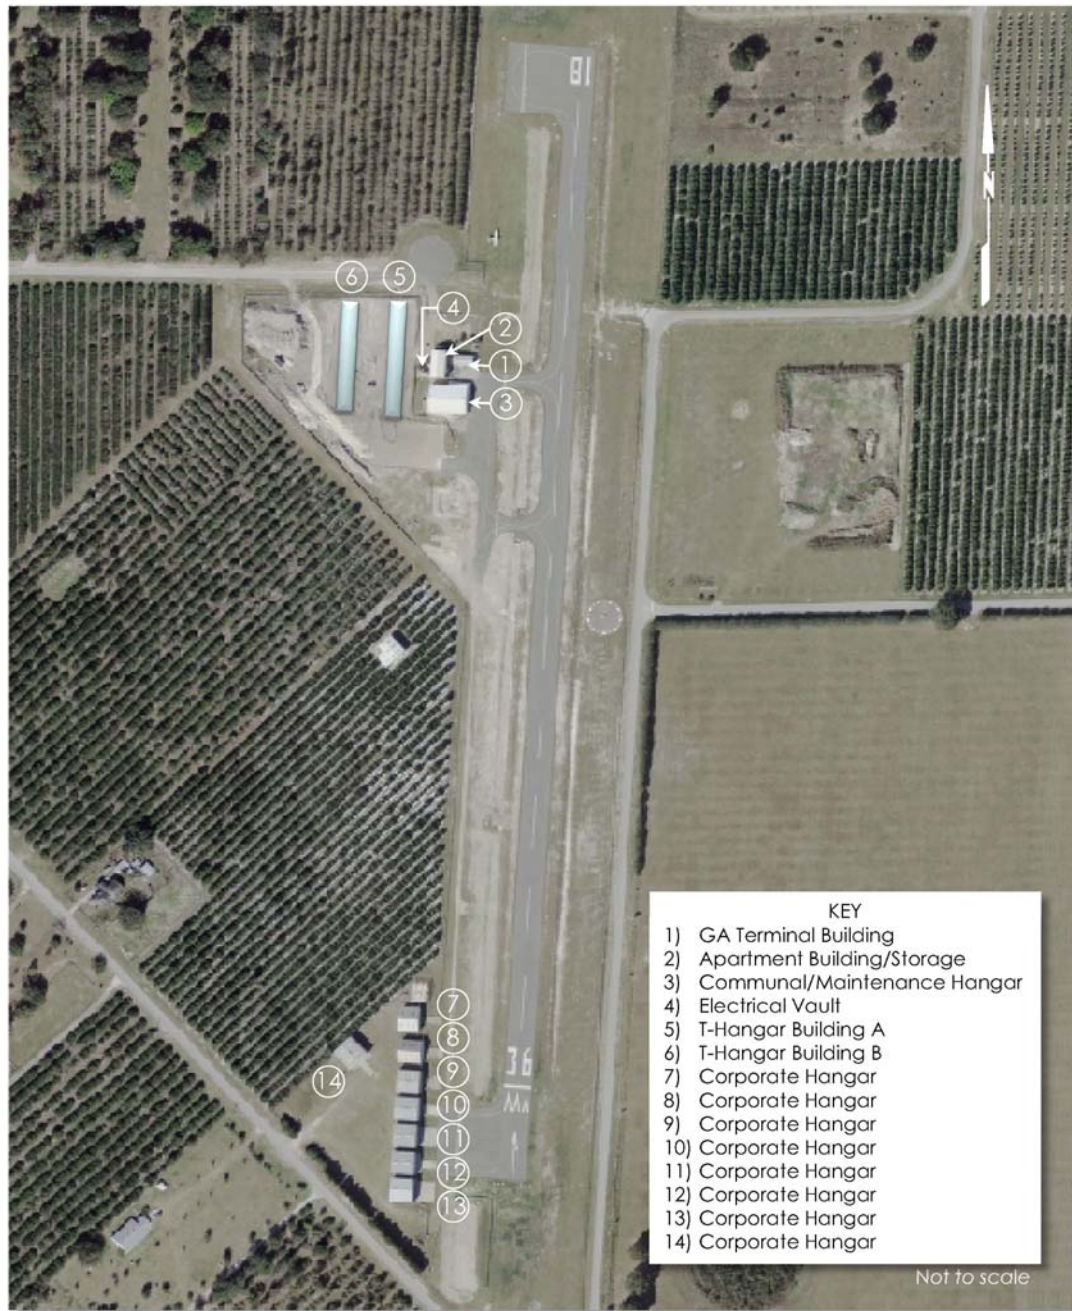 18
N
6
5
4
2
1
3
7
8
36
9
14
10
11
12
13
KEY
1) GA Terminal Building
2) Apartment Building/Storage
3) Communal/Maintenance Hangar
4) Electrical Vault
5) T-Hangar Building A
6) T-Hangar Building B
7) Corporate Hangar
8) Corporate Hangar
9) Corporate Hangar
10) Corporate Hangar
11) Corporate Hangar
12) Corporate Hangar
13) Corporate Hangar
14) Corporate Hangar
Not to scale